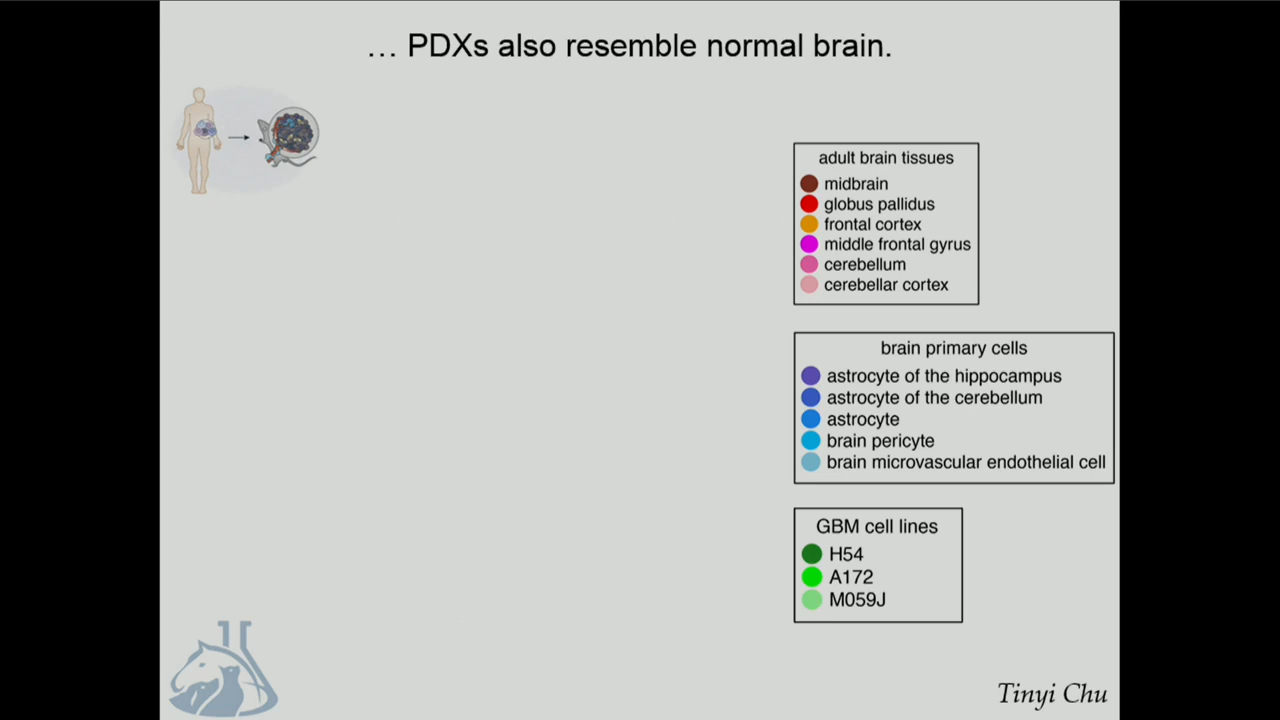 … PDXs also resemble normal brain.
adult brain tissues
midbrain
globus pallidus
frontal cortex
middle frontal gyrus
cerebellum
cerebellar cortex
brain primary cells
astrocyte of the hippocampus
astrocyte of the cerebellum
astrocyte
brain pericyte
brain microvascular endothelial cell
GBM cell lines
H54
A172
M059J
Tinyi Chu